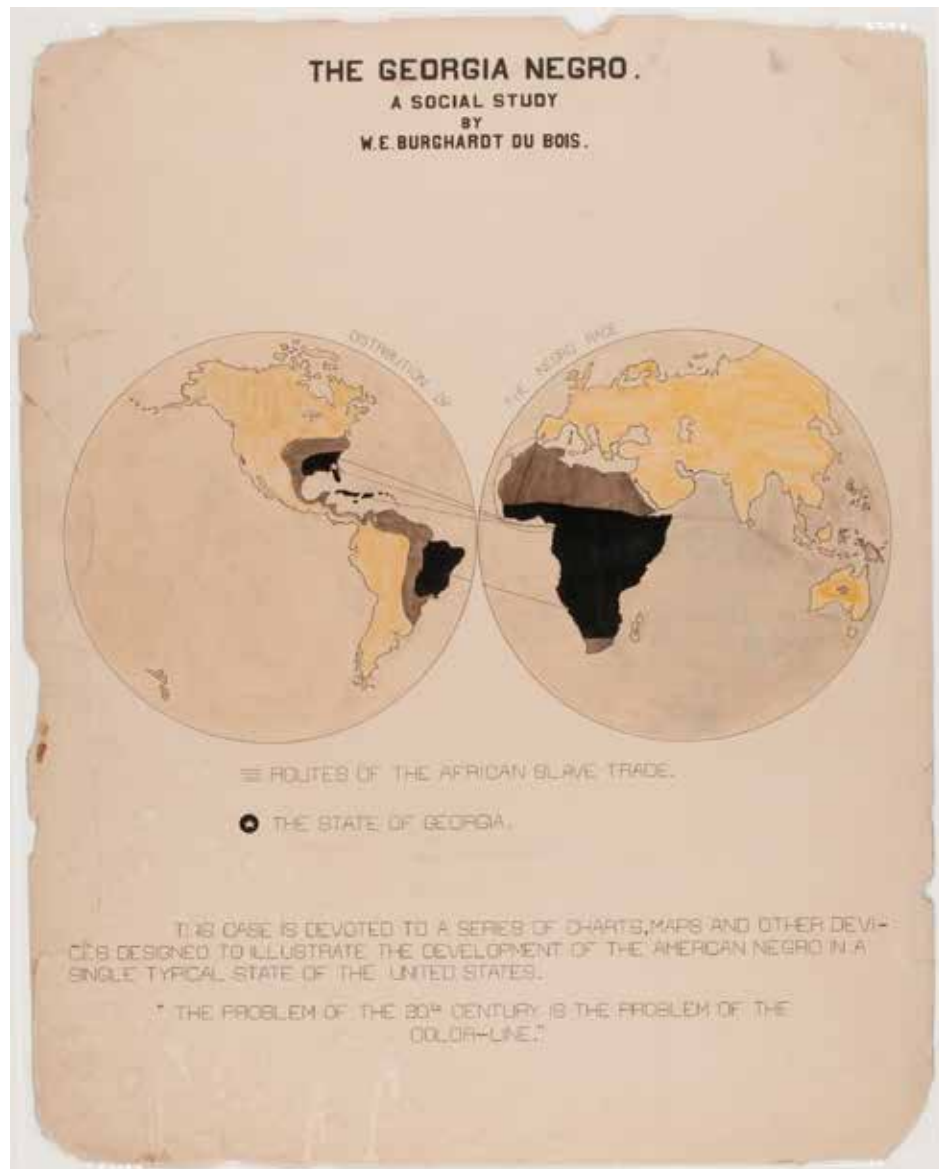 THE GEORGIA NEGRO.
A SOCIAL STUDY
BY
W.E.BURGHARDT DU BOIS.
DISTRIBUTION OF
THE NEGRO RACE
ROUTES OF THE AFRICAN SLAVE TRADE.
THE STATE OF GEORGIA.
THIS CASE IS DEVOTED TO A SERIES OF CHARTS,MAPS AND OTHER DEVI-
CES DESIGNED TO ILLUSTRATE THE DEVELOPMENT OF THE AMERICAN NEGRO IN A
SINGLE TYPICAL STATE OF THE UNITED STATES.
"THE PROBLEM OF THE 20th CENTURY IS THE PROBLEM OF THE
COLOR-LINE."